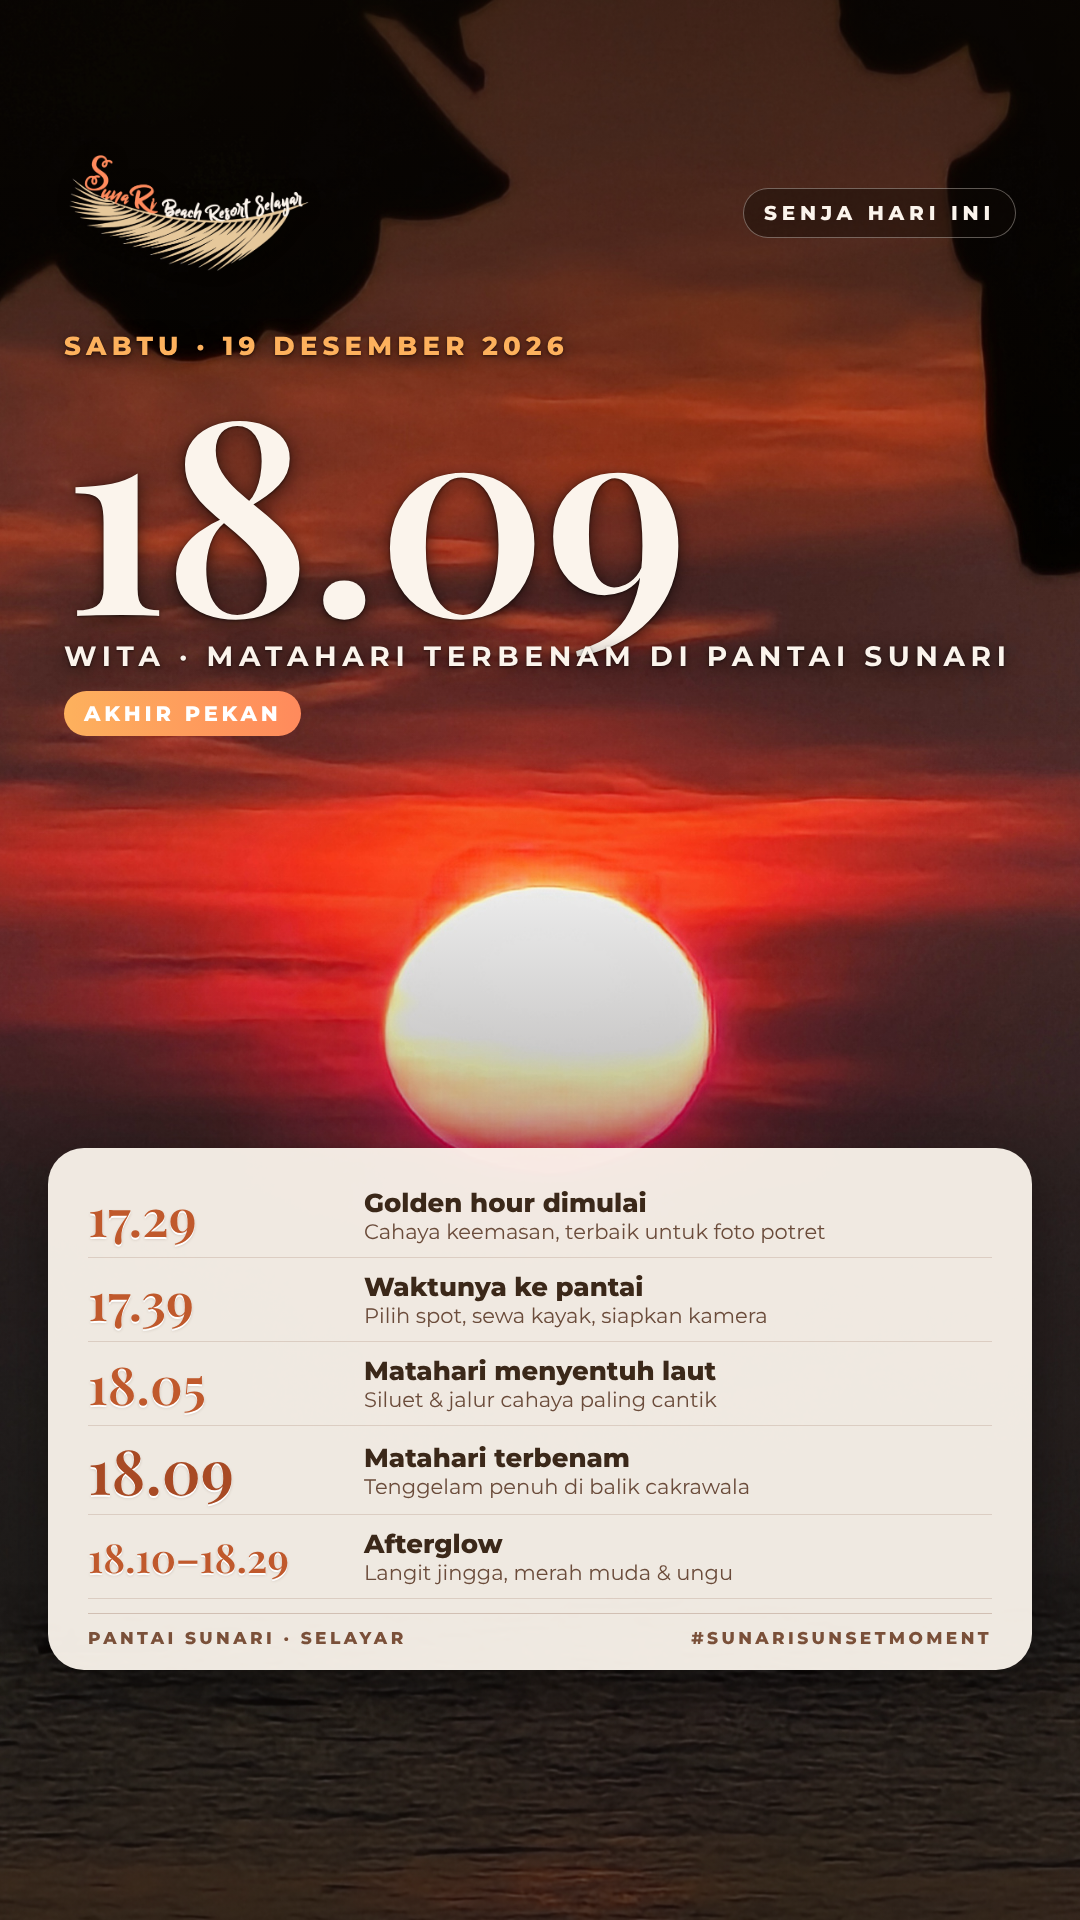 SunaRi Beach Resort Selayar
SENJA HARI INI
SABTU · 19 DESEMBER 2026
18.09
WITA · MATAHARI TERBENAM DI PANTAI SUNARI
AKHIR PEKAN
17.29
Golden hour dimulai
Cahaya keemasan, terbaik untuk foto potret
17.39
Waktunya ke pantai
Pilih spot, sewa kayak, siapkan kamera
18.05
Matahari menyentuh laut
Siluet & jalur cahaya paling cantik
18.09
Matahari terbenam
Tenggelam penuh di balik cakrawala
18.10–18.29
Afterglow
Langit jingga, merah muda & ungu
PANTAI SUNARI · SELAYAR
#SUNARISUNSETMOMENT